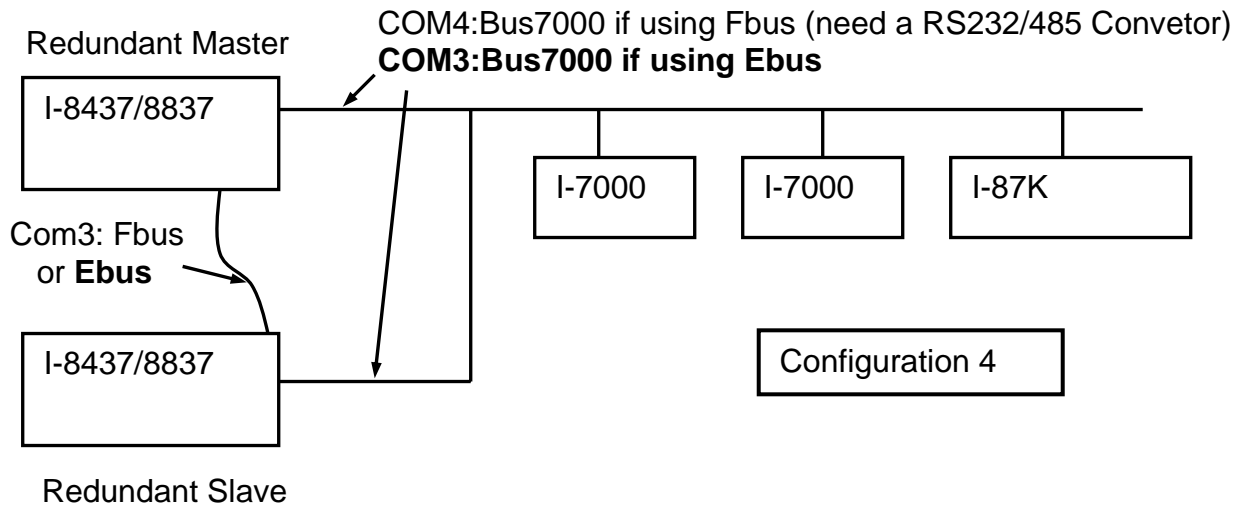 COM4:Bus7000 if using Fbus (need a RS232/485 Convetor)
Redundant Master
COM3:Bus7000 if using Ebus
I-8437/8837
I-7000
I-7000
I-87K
Com3: Fbus
or Ebus
I-8437/8837
Configuration 4
Redundant Slave